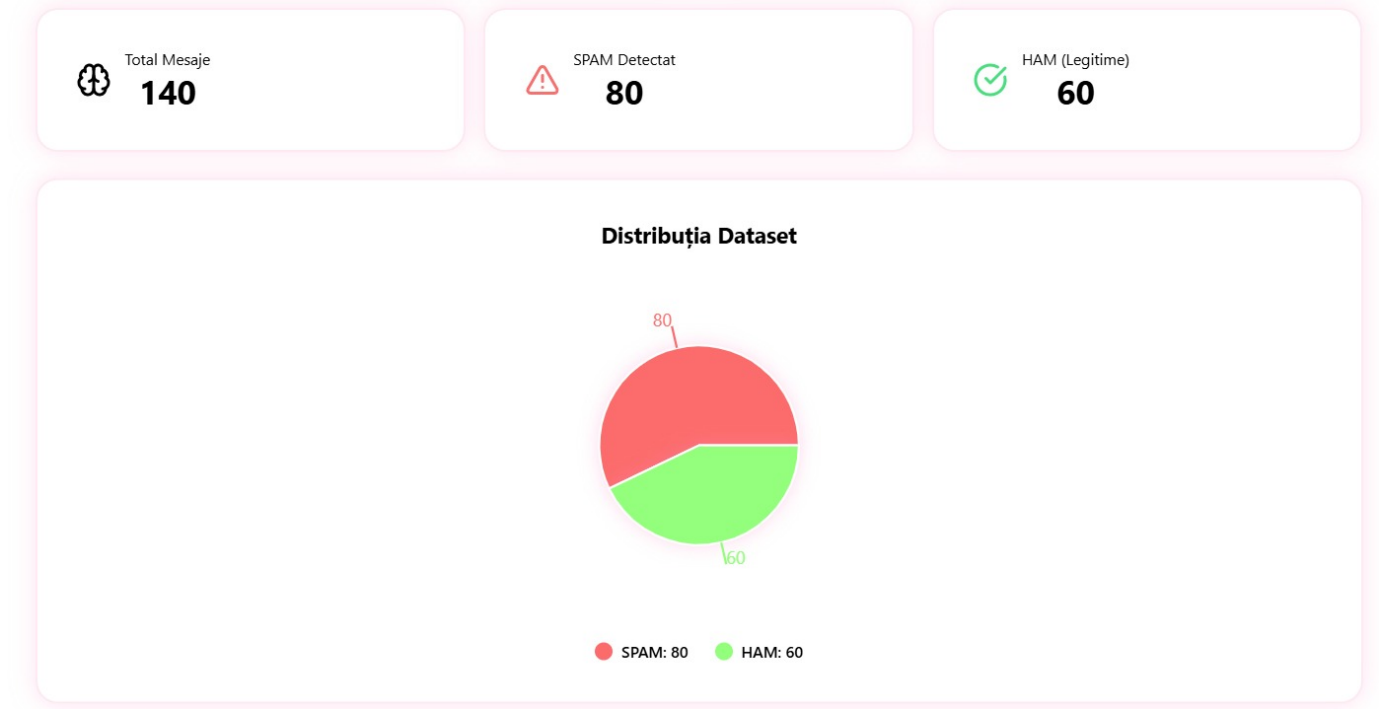 Total Mesaje
140
SPAM Detectat
80
HAM (Legitime)
60
Distribuția Dataset
80
60
SPAM: 80
HAM: 60